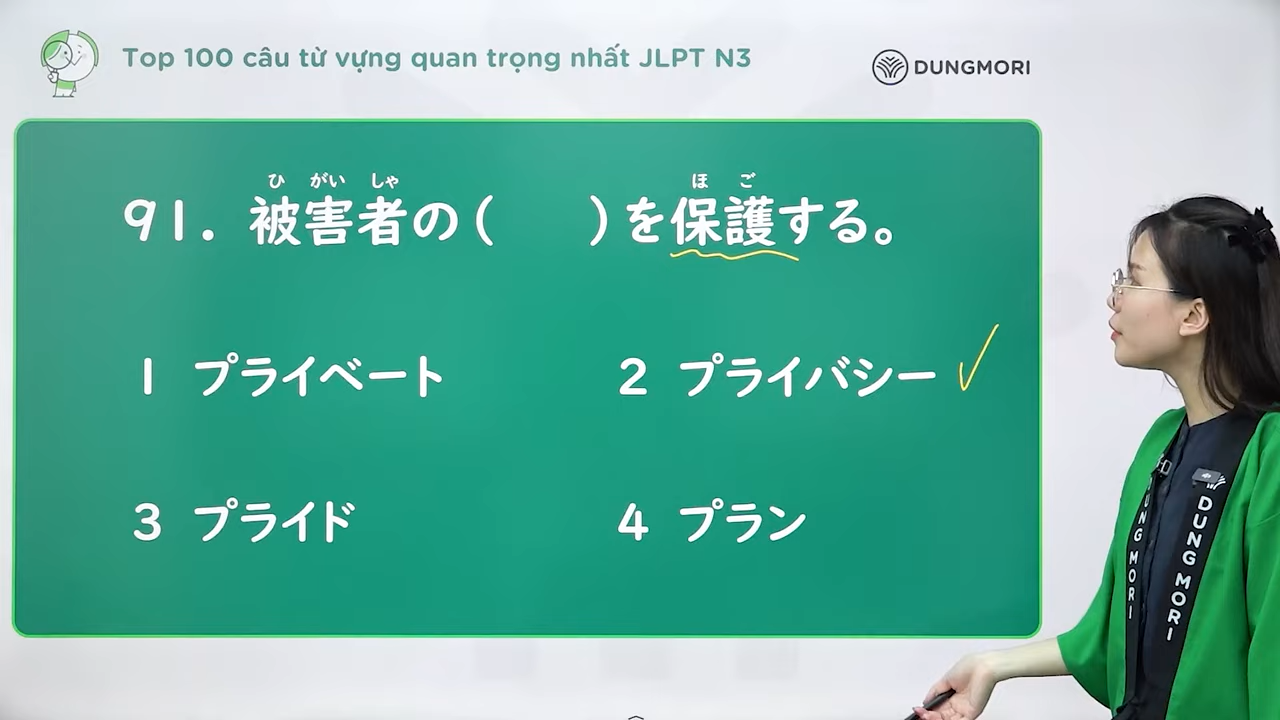 Top 100 câu từ vựng quan trọng nhất JLPT N3
DUNGMORI
ひ がい しゃ ほ ご
91. 被害者の( )を保護する。
1 プライベート
2 プライバシー
3 プライド
4 プラン
DUNG MORI
DUNG MORI